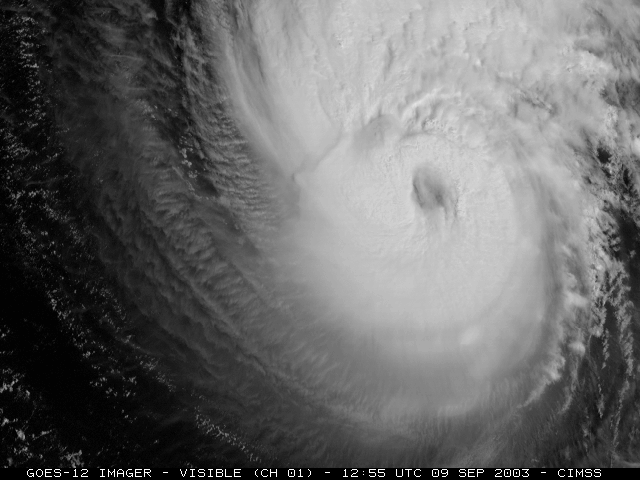 GOES-12 IMAGER - VISIBLE (CH 01) - 12:55 UTC 09 SEP 2003 - CIMSS